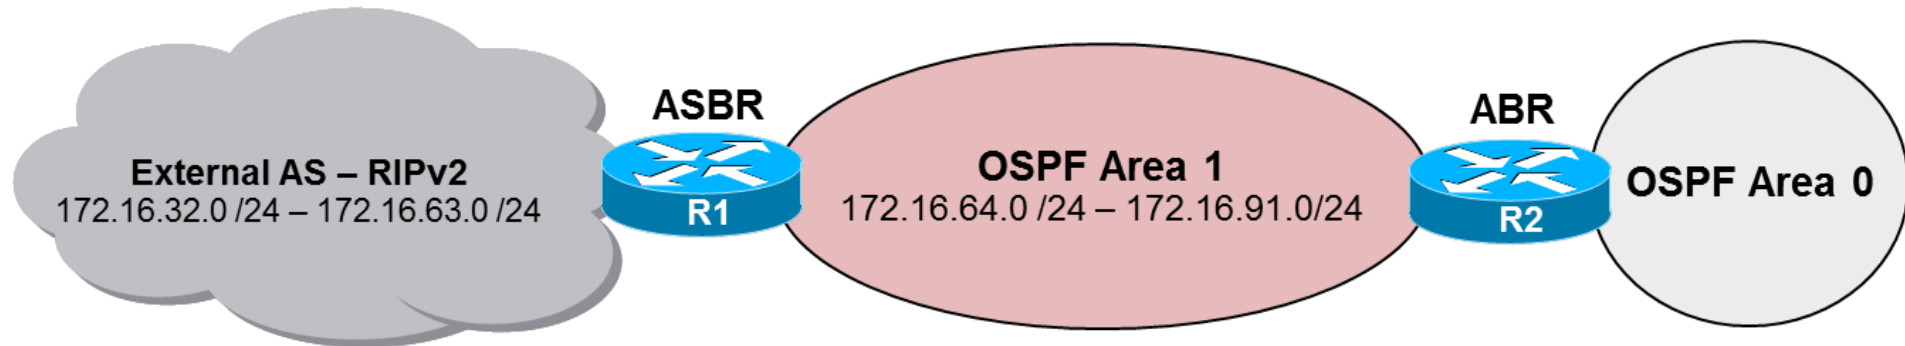 External AS – RIPv2
172.16.32.0 /24 – 172.16.63.0 /24
ASBR
R1
OSPF Area 1
172.16.64.0 /24 – 172.16.91.0/24
ABR
R2
OSPF Area 0